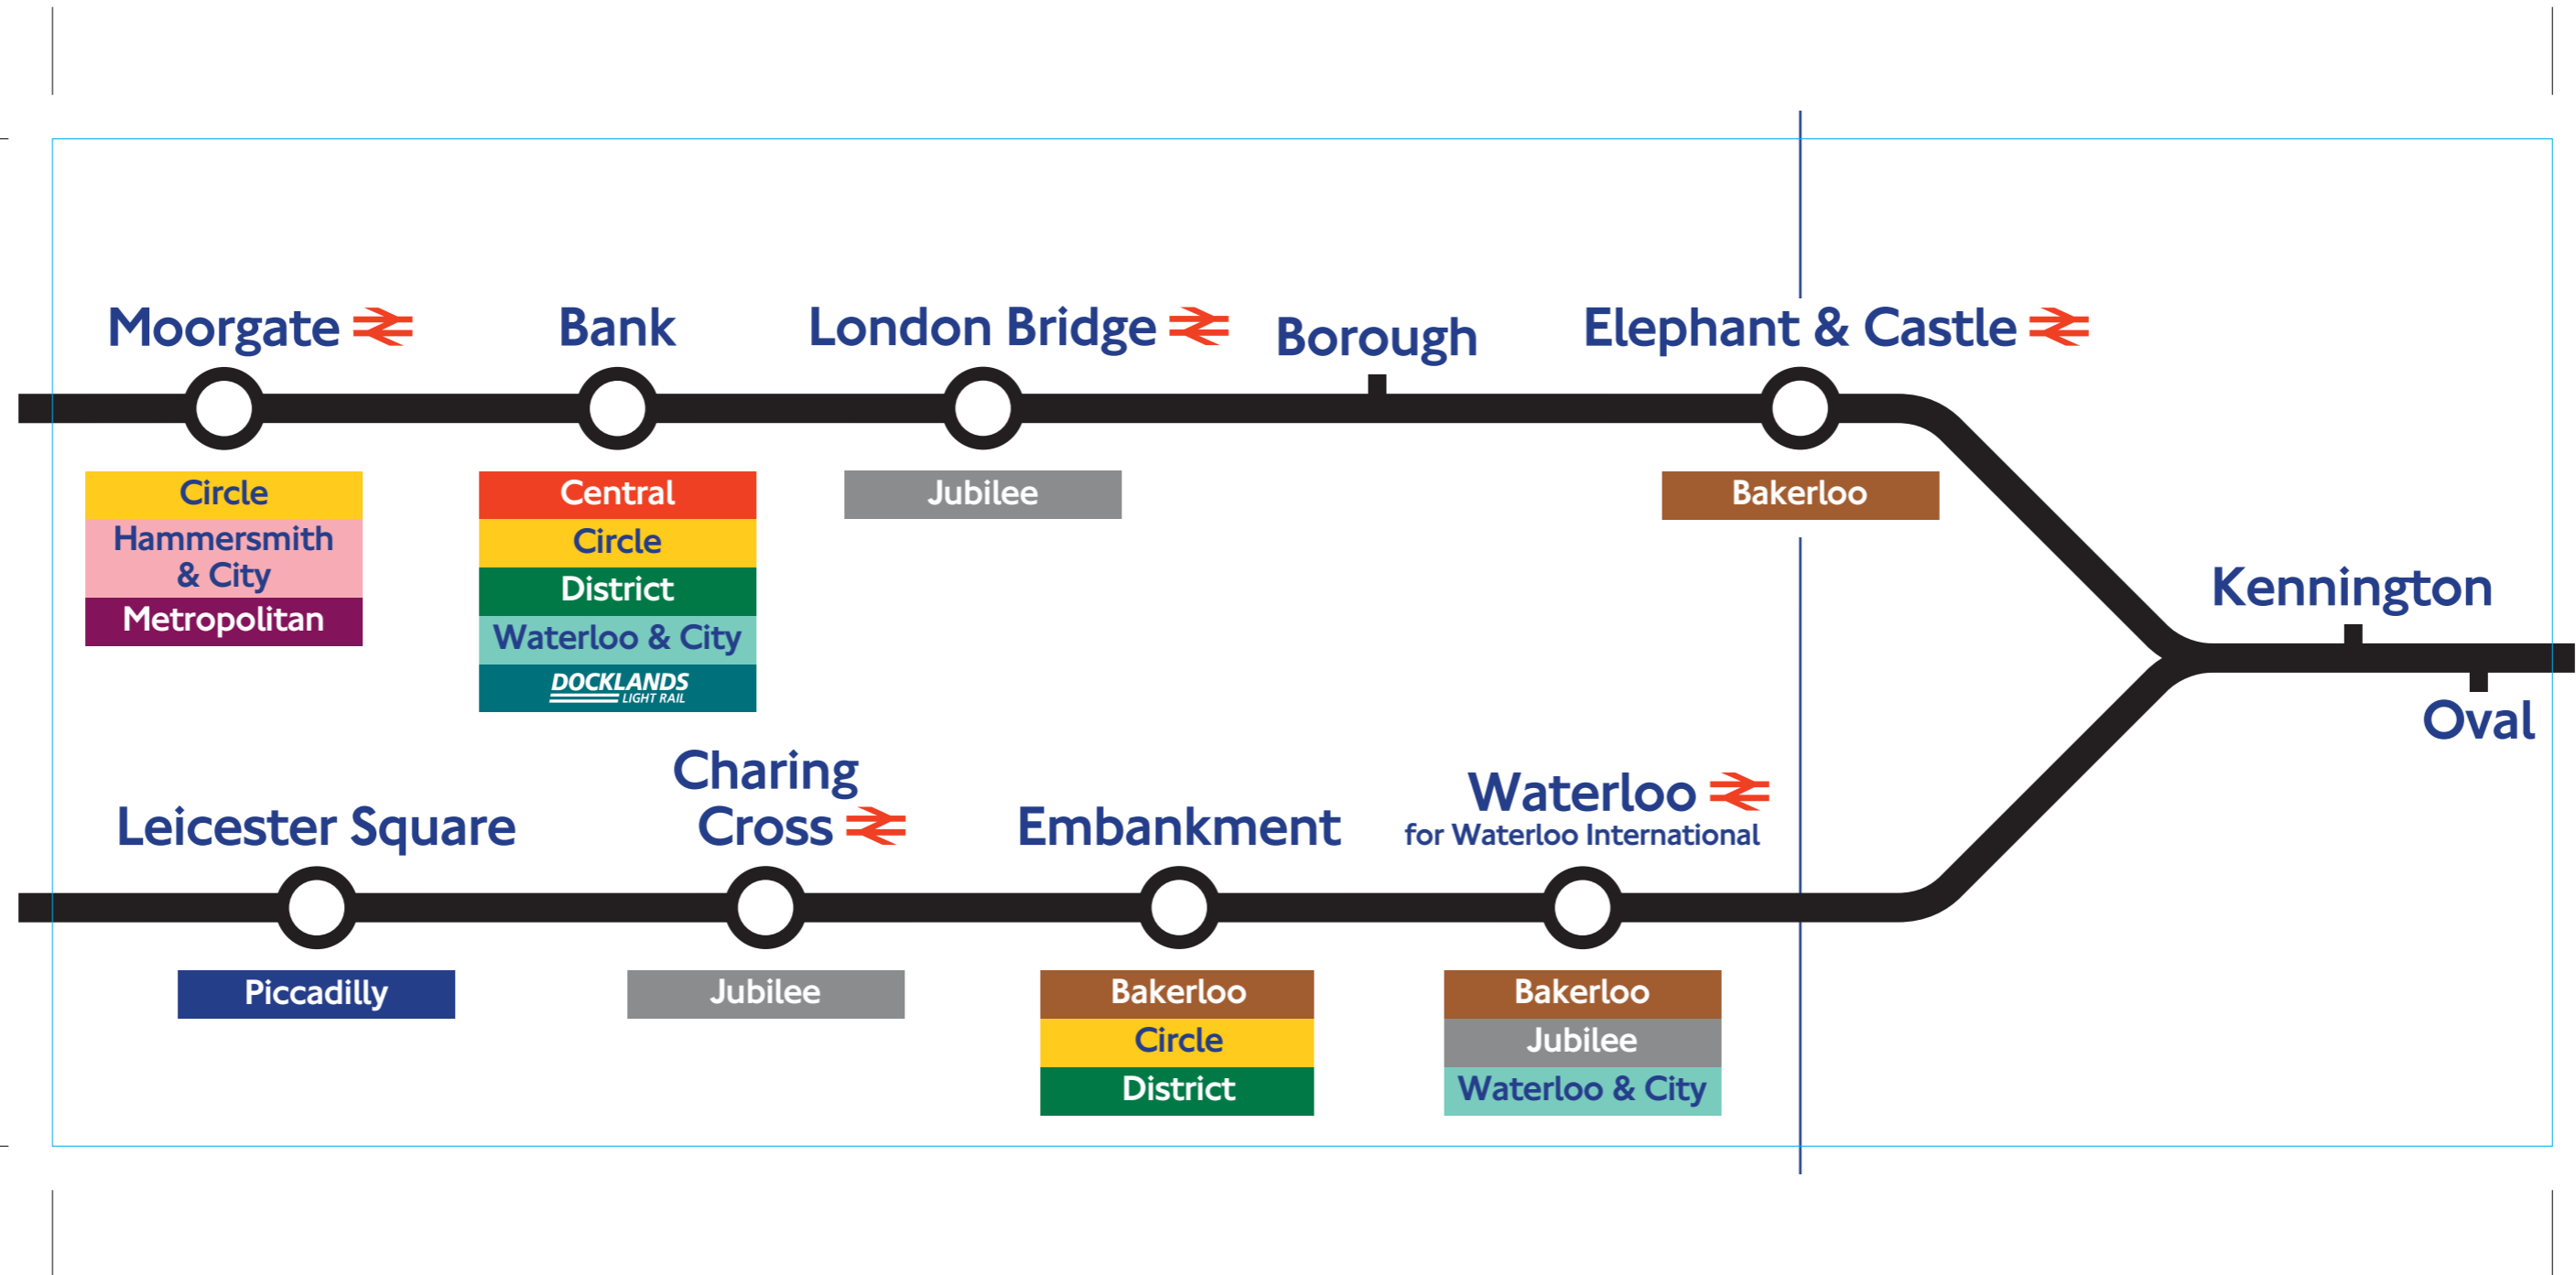 Moorgate
Bank
London Bridge
Borough
Elephant & Castle
Circle
Hammersmith
& City
Metropolitan
Central
Circle
District
Waterloo & City
DOCKLANDS
LIGHT RAIL
Jubilee
Bakerloo
Kennington
Oval
Leicester Square
Charing
Cross
Embankment
Waterloo
for Waterloo International
Piccadilly
Jubilee
Bakerloo
Circle
District
Bakerloo
Jubilee
Waterloo & City